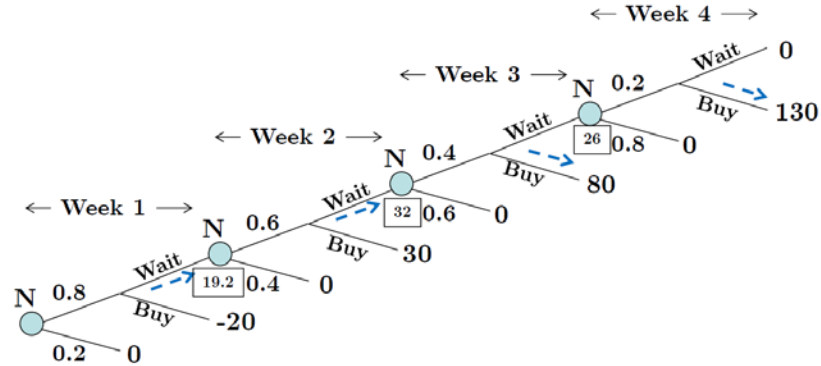 ← Week 4 →
Wait 0
← Week 3 →
N 0.2
Buy 130
Wait
26 0.8 0
← Week 2 →
N 0.4
Buy 80
Wait
32 0.6 0
← Week 1 →
N 0.6
Buy 30
Wait
19.2 0.4 0
N 0.8
Buy -20
0.2 0